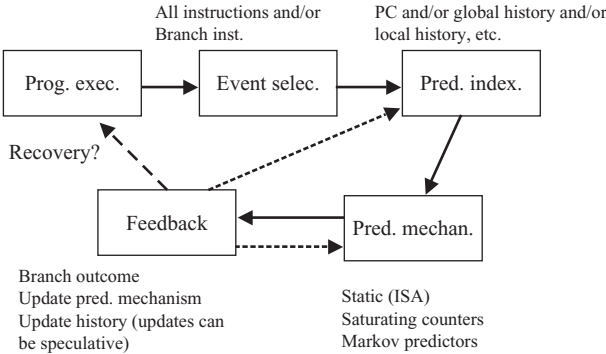 All instructions and/or
Branch inst.
PC and/or global history and/or
local history, etc.
Prog. exec.
Event selec.
Pred. index.
Recovery?
Feedback
Pred. mechan.
Branch outcome
Update pred. mechanism
Update history (updates can
be speculative)
Static (ISA)
Saturating counters
Markov predictors